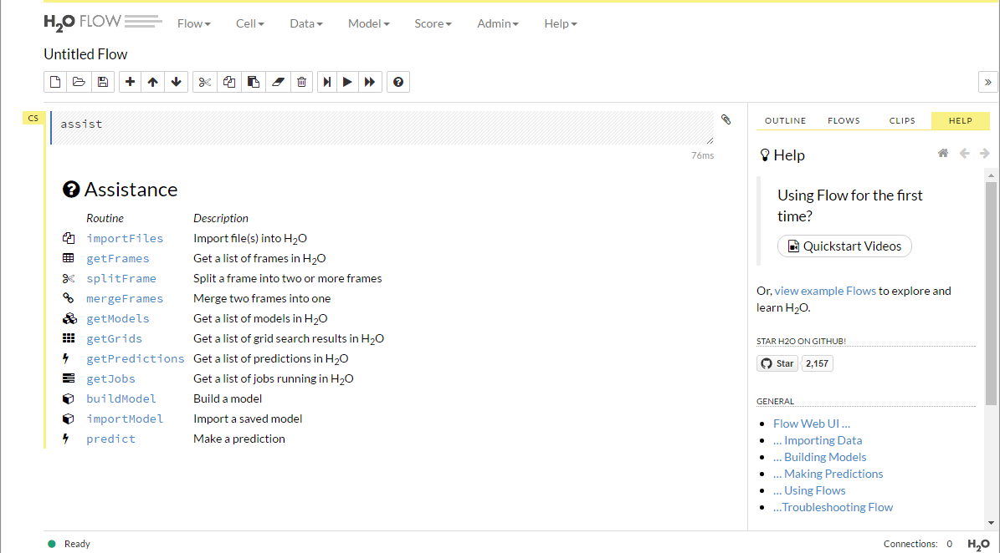 H2O FLOW Flow Cell Data Model Score Admin Help
Untitled Flow
CS
assist
76ms
Assistance
Routine Description
importFiles Import file(s) into H2O
getFrames Get a list of frames in H2O
splitFrame Split a frame into two or more frames
mergeFrames Merge two frames into one
getModels Get a list of models in H2O
getGrids Get a list of grid search results in H2O
getPredictions Get a list of predictions in H2O
getJobs Get a list of jobs running in H2O
buildModel Build a model
importModel Import a saved model
predict Make a prediction
OUTLINE FLOWS CLIPS HELP
Help
Using Flow for the first
time?
Quickstart Videos
Or, view example Flows to explore and
learn H2O.
STAR H2O ON GITHUB!
Star 2,157
GENERAL
Flow Web UI ...
... Importing Data
... Building Models
... Making Predictions
... Using Flows
...Troubleshooting Flow
Ready Connections: 0 H2O